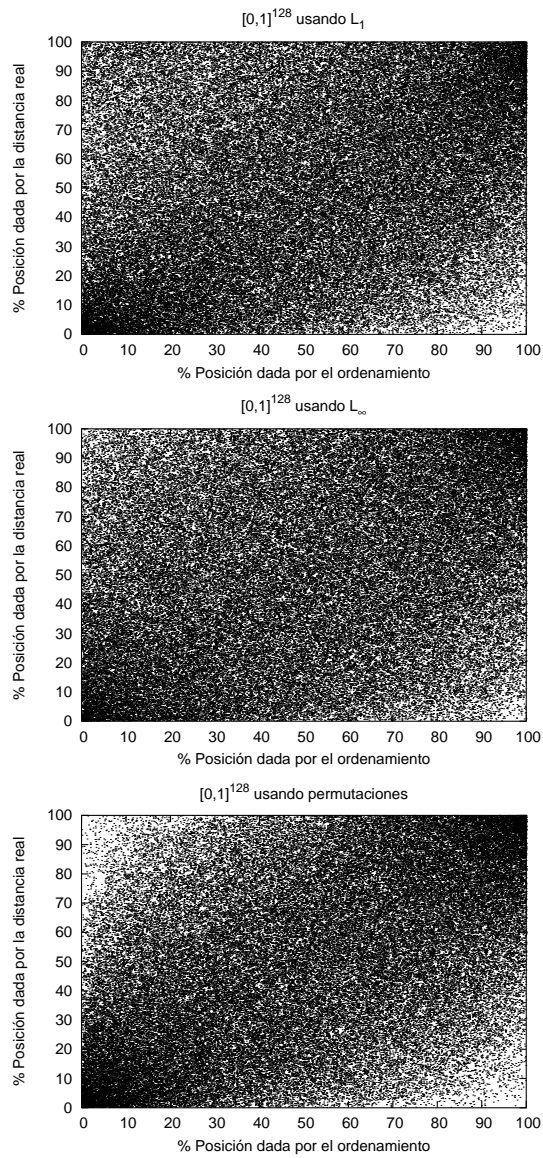 [0,1]^128 usando L_1
% Posición dada por la distancia real
100
90
80
70
60
50
40
30
20
10
0
0 10 20 30 40 50 60 70 80 90 100
% Posición dada por el ordenamiento
[0,1]^128 usando L_∞
% Posición dada por la distancia real
100
90
80
70
60
50
40
30
20
10
0
0 10 20 30 40 50 60 70 80 90 100
% Posición dada por el ordenamiento
[0,1]^128 usando permutaciones
% Posición dada por la distancia real
100
90
80
70
60
50
40
30
20
10
0
0 10 20 30 40 50 60 70 80 90 100
% Posición dada por el ordenamiento